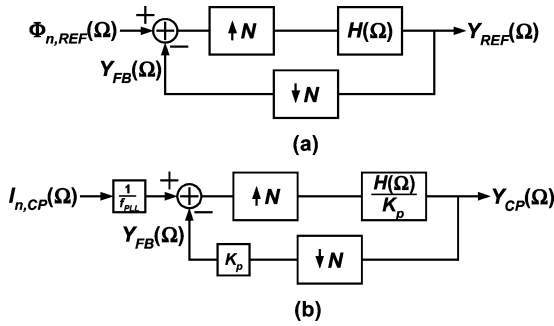 Φn,REF(Ω) + − ↑N H(Ω) YREF(Ω)
YFB(Ω) ↓N
(a)
In,CP(Ω) 1/fPLL + − ↑N H(Ω)/Kp YCP(Ω)
YFB(Ω) Kp ↓N
(b)